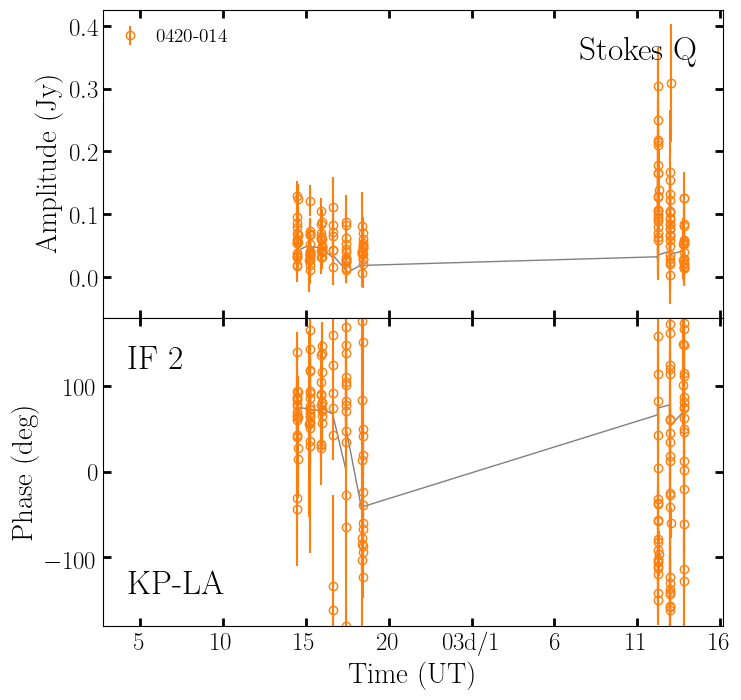 0420-014
Stokes Q
0.4
0.3
0.2
0.1
0.0
Amplitude (Jy)
IF 2
KP-LA
100
0
−100
Phase (deg)
5 10 15 20 03d/1 6 11 16
Time (UT)